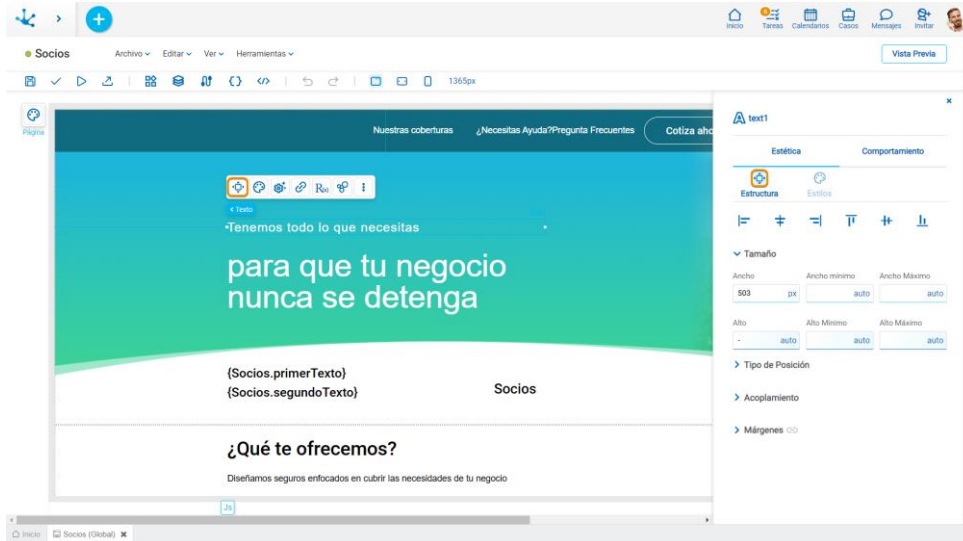 Inicio
Tareas
Calendarios
Casos
Mensajes
Invitar
Socios
Archivo
Editar
Ver
Herramientas
Vista Previa
1365px
Página
Nuestras coberturas
¿Necesitas Ayuda?Pregunta Frecuentes
Cotiza aho
< Texto
Tenemos todo lo que necesitas
para que tu negocio
nunca se detenga
{Socios.primerTexto}
{Socios.segundoTexto}
Socios
¿Qué te ofrecemos?
Diseñamos seguros enfocados en cubrir las necesidades de tu negocio
Js
text1
Estética
Comportamiento
Estructura
Estilos
Tamaño
Ancho
Ancho mínimo
Ancho Máximo
503 px
auto
auto
Alto
Alto Mínimo
Alto Máximo
- auto
auto
auto
Tipo de Posición
Acoplamiento
Márgenes
Inicio
Socios (Global)